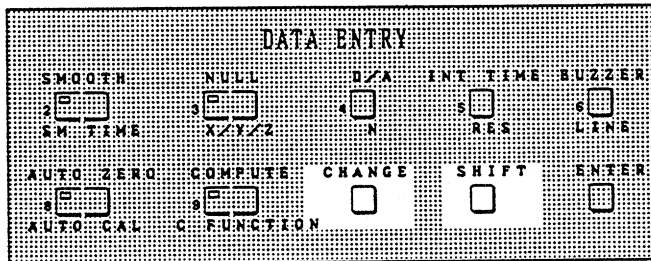 DATA ENTRY
SMOOTH NULL D/A INT TIME BUZZER
2 3 4 5 6
SM TIME X/Y/Z N RES LINE
AUTO ZERO COMPUTE CHANGE SHIFT ENTER
8 9
AUTO CAL C FUNCTION